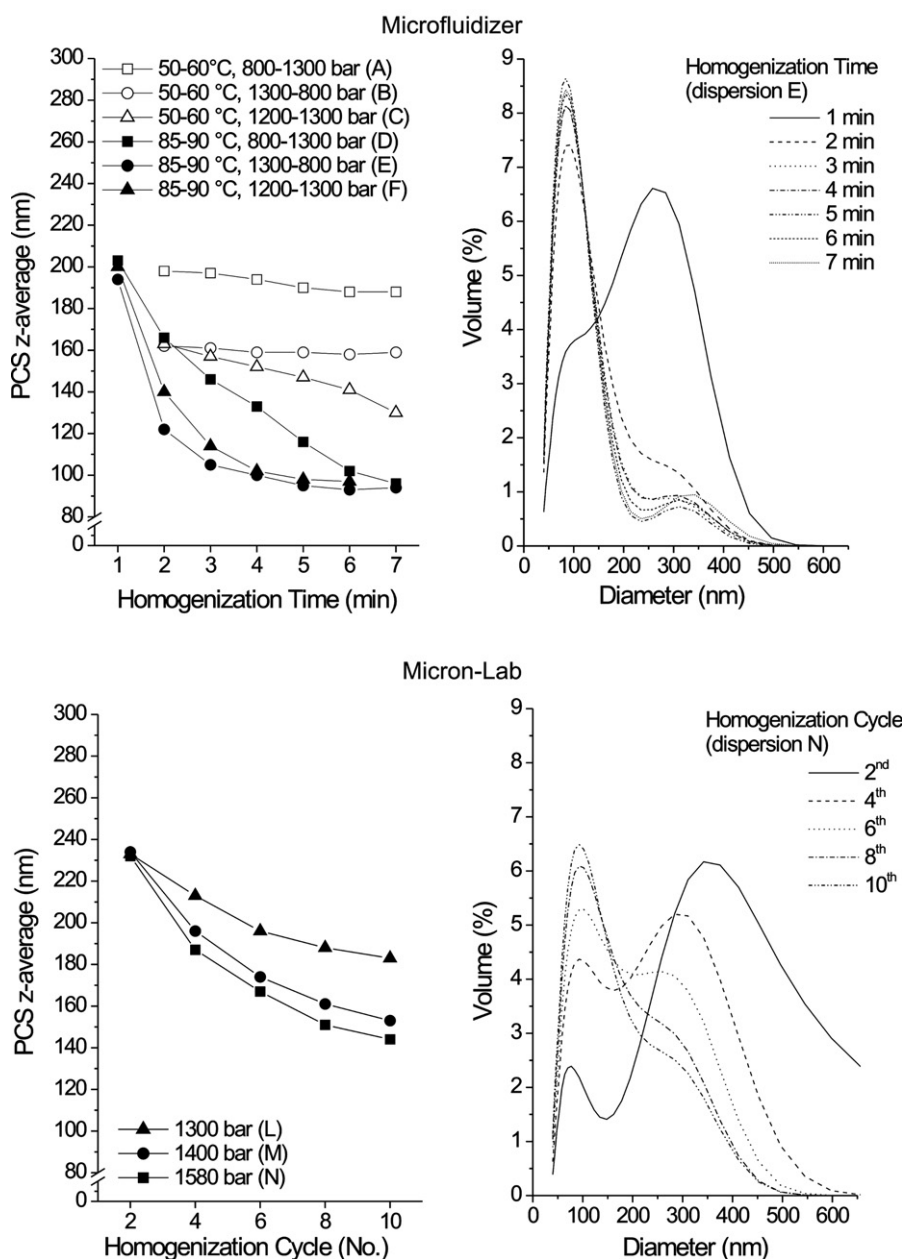 Microfluidizer
300
280
260
240
220
200
180
160
140
120
100
80
0
PCS z-average (nm)
50-60°C, 800-1300 bar (A)
50-60 °C, 1300-800 bar (B)
50-60 °C, 1200-1300 bar (C)
85-90 °C, 800-1300 bar (D)
85-90 °C, 1300-800 bar (E)
85-90 °C, 1200-1300 bar (F)
1 2 3 4 5 6 7
Homogenization Time (min)
9
8
7
6
5
4
3
2
1
0
Volume (%)
Homogenization Time
(dispersion E)
1 min
2 min
3 min
4 min
5 min
6 min
7 min
0 100 200 300 400 500 600
Diameter (nm)
Micron-Lab
300
280
260
240
220
200
180
160
140
120
100
80
0
PCS z-average (nm)
1300 bar (L)
1400 bar (M)
1580 bar (N)
2 4 6 8 10
Homogenization Cycle (No.)
9
8
7
6
5
4
3
2
1
0
Volume (%)
Homogenization Cycle
(dispersion N)
2nd
4th
6th
8th
10th
0 100 200 300 400 500 600
Diameter (nm)